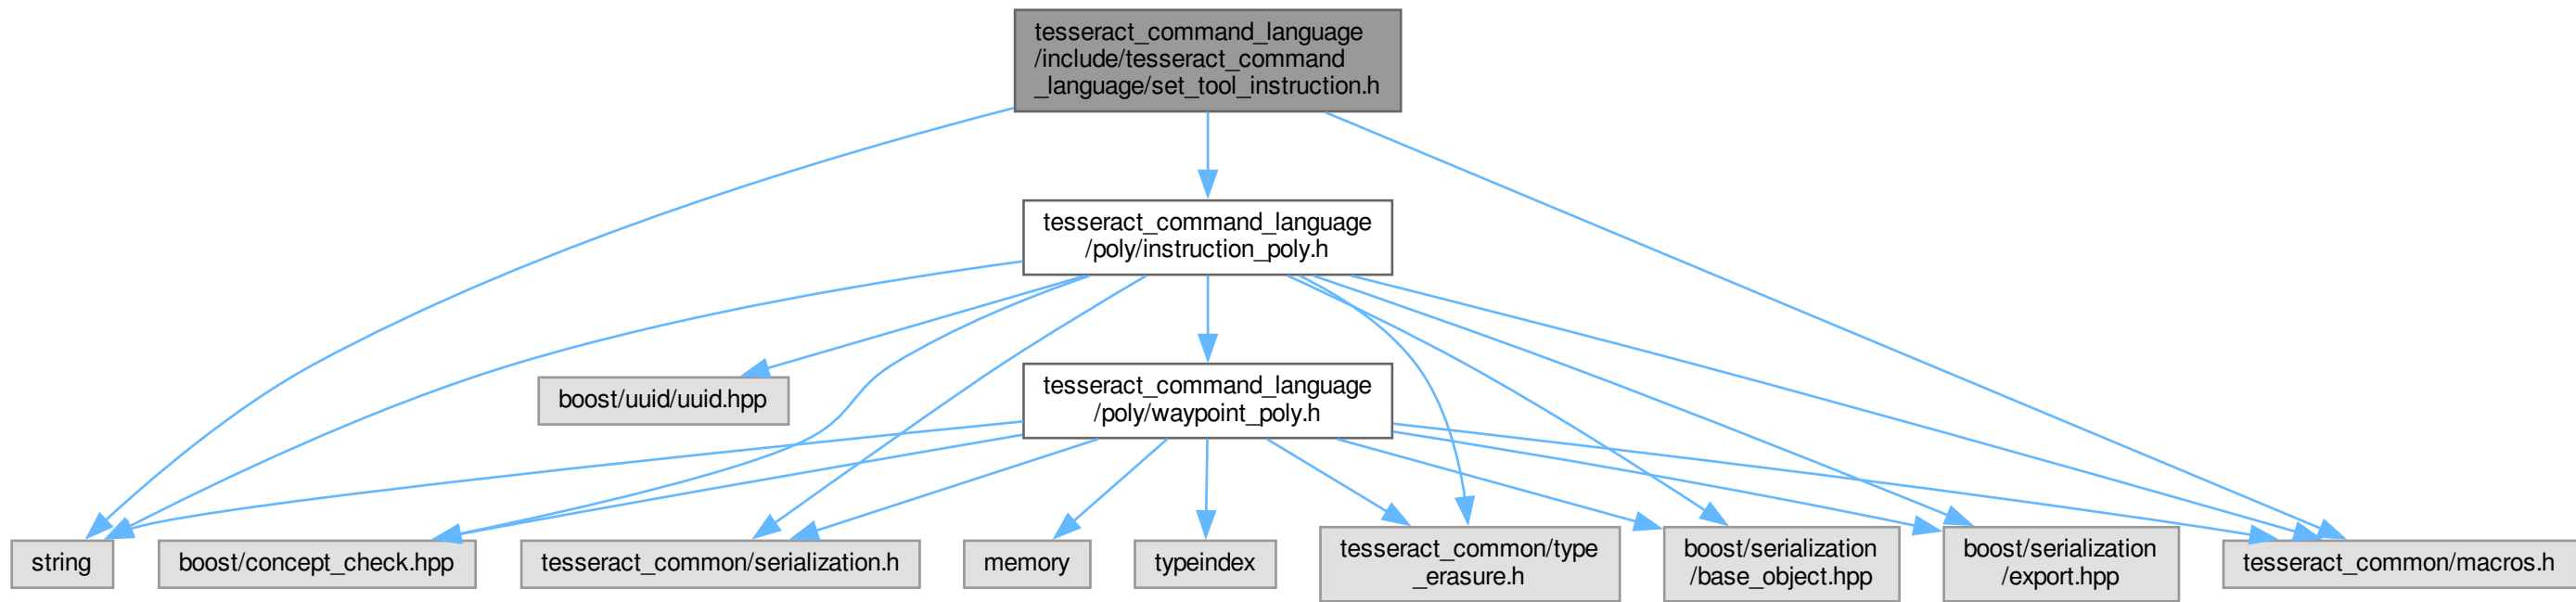 tesseract_command_language
/include/tesseract_command
_language/set_tool_instruction.h
tesseract_command_language
/poly/instruction_poly.h
boost/uuid/uuid.hpp
tesseract_command_language
/poly/waypoint_poly.h
string
boost/concept_check.hpp
tesseract_common/serialization.h
memory
typeindex
tesseract_common/type
_erasure.h
boost/serialization
/base_object.hpp
boost/serialization
/export.hpp
tesseract_common/macros.h